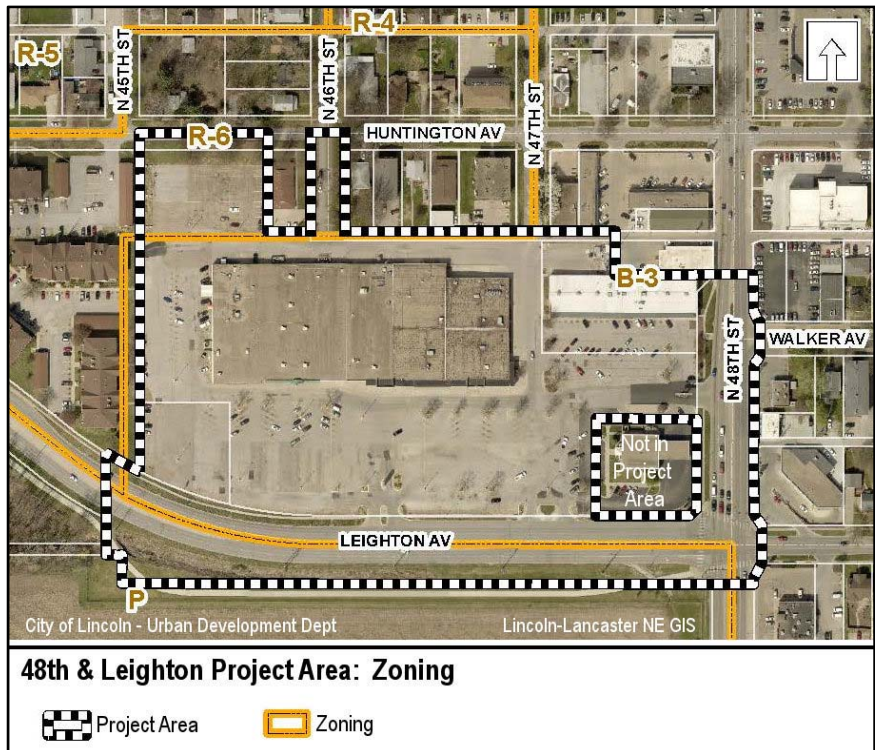 R-4
R-5
N 45TH ST
N 46TH ST
N 47TH ST
R-6
HUNTINGTON AV
B-3
N 48TH ST
WALKER AV
Not in
Project
Area
LEIGHTON AV
P
City of Lincoln - Urban Development Dept
Lincoln-Lancaster NE GIS
48th & Leighton Project Area: Zoning
Project Area
Zoning